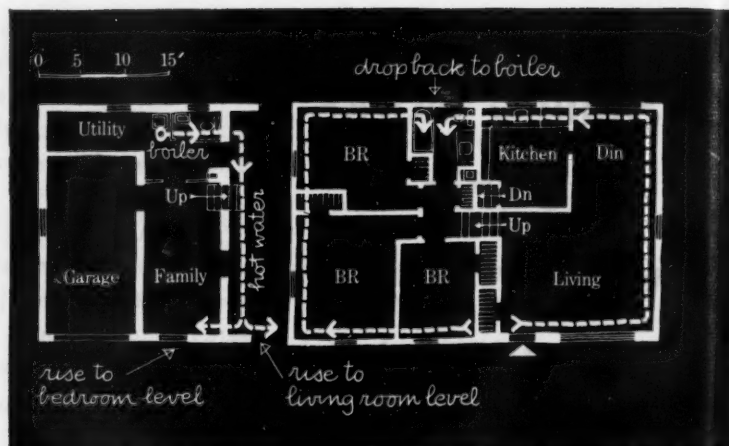 0 5 10 15'
drop back to boiler
Utility
boiler
BR
Kitchen
Din
Up
Dn
Up
hot water
Garage
Family
BR
BR
Living
rise to
bedroom level
rise to
living room level